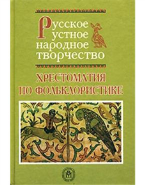 Русское
устное
народное
творчество
ХРЕСТОМАТИЯ
ПО ФОЛЬКЛОРИСТИКЕ